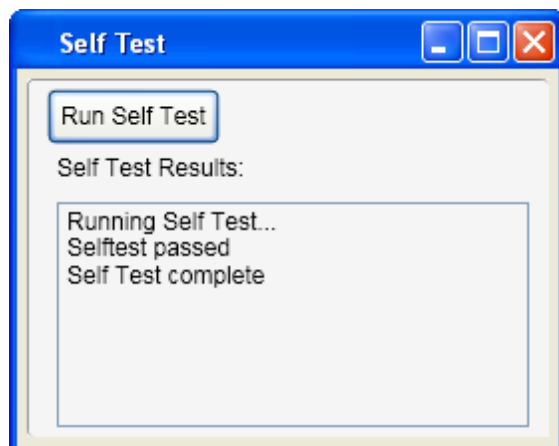 Self Test
Run Self Test
Self Test Results:
Running Self Test...
Selftest passed
Self Test complete